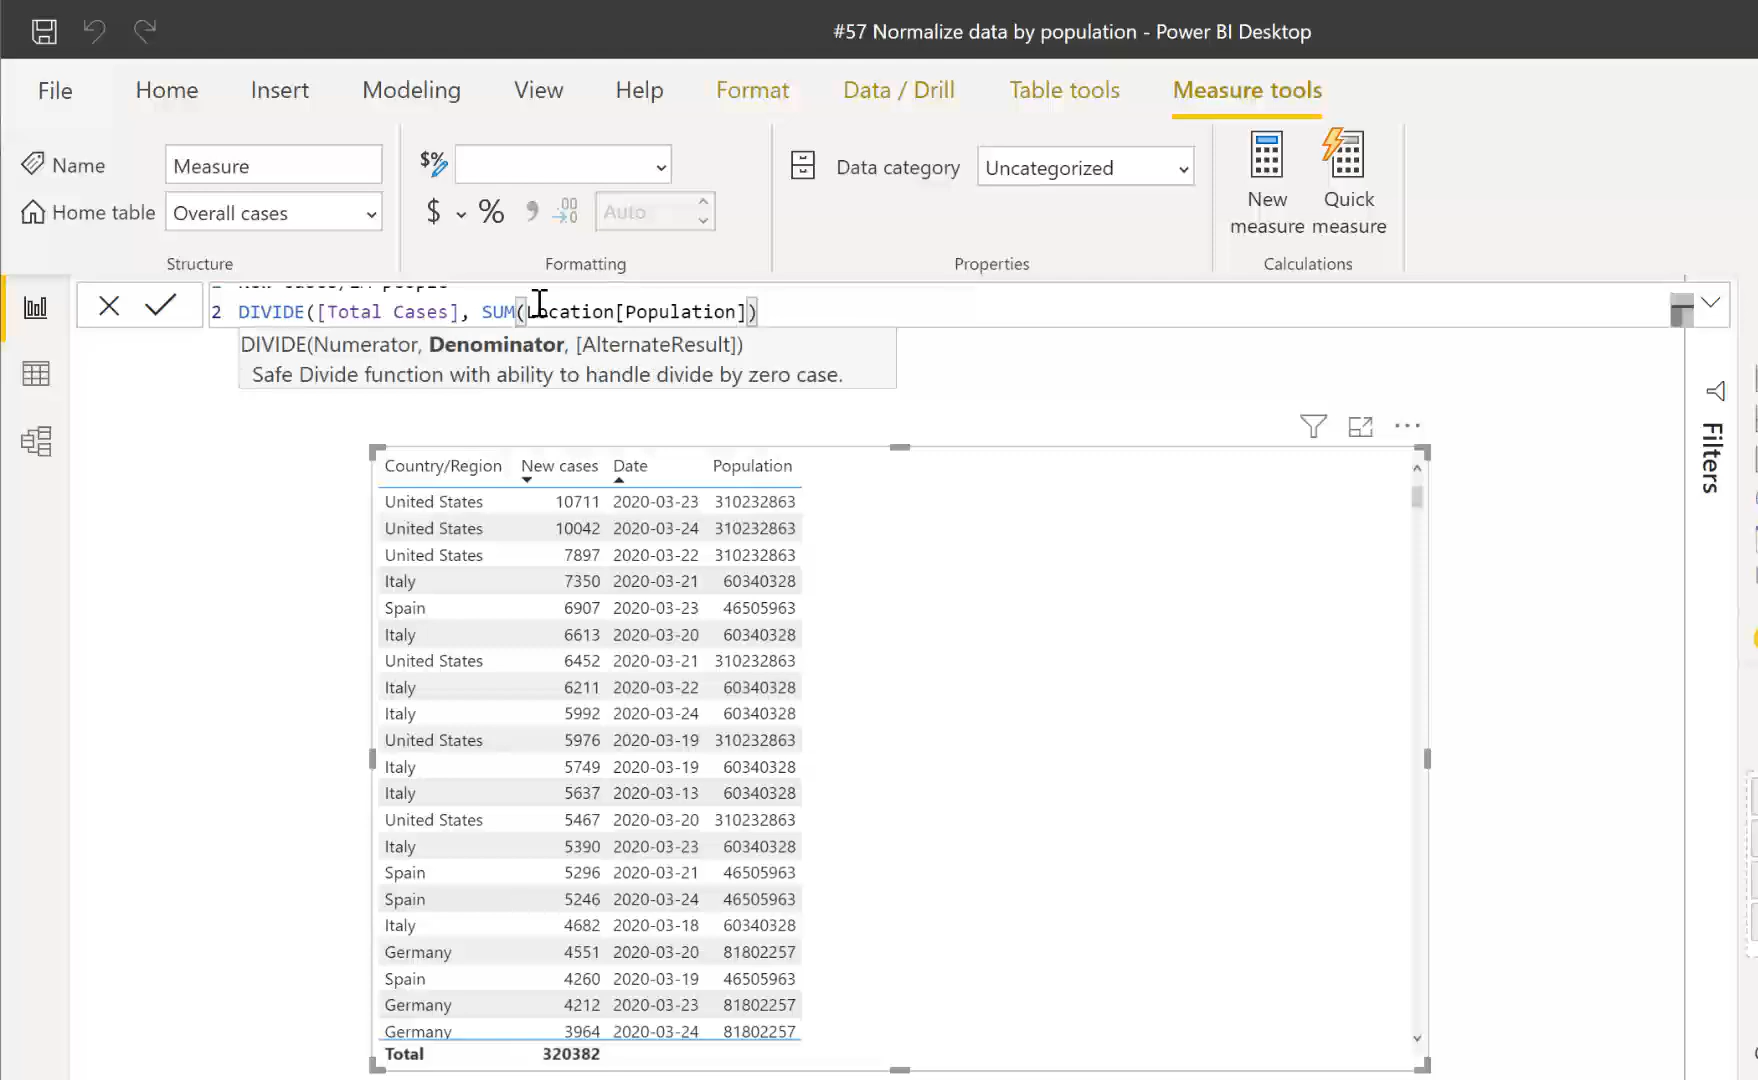 #57 Normalize data by population - Power BI Desktop
File Home Insert Modeling View Help Format Data / Drill Table tools Measure tools
Name Measure
Home table Overall cases
Structure
$%
$ % 9 .00 →.0 Auto
Formatting
Data category Uncategorized
Properties
New measure
Quick measure
Calculations
2 DIVIDE([Total Cases], SUM(Location[Population])
DIVIDE(Numerator, Denominator, [AlternateResult])
Safe Divide function with ability to handle divide by zero case.
Filters
Country/Region New cases Date Population
United States 10711 2020-03-23 310232863
United States 10042 2020-03-24 310232863
United States 7897 2020-03-22 310232863
Italy 7350 2020-03-21 60340328
Spain 6907 2020-03-23 46505963
Italy 6613 2020-03-20 60340328
United States 6452 2020-03-21 310232863
Italy 6211 2020-03-22 60340328
Italy 5992 2020-03-24 60340328
United States 5976 2020-03-19 310232863
Italy 5749 2020-03-19 60340328
Italy 5637 2020-03-13 60340328
United States 5467 2020-03-20 310232863
Italy 5390 2020-03-23 60340328
Spain 5296 2020-03-21 46505963
Spain 5246 2020-03-24 46505963
Italy 4682 2020-03-18 60340328
Germany 4551 2020-03-20 81802257
Spain 4260 2020-03-19 46505963
Germany 4212 2020-03-23 81802257
Germany 3964 2020-03-24 81802257
Total 320382